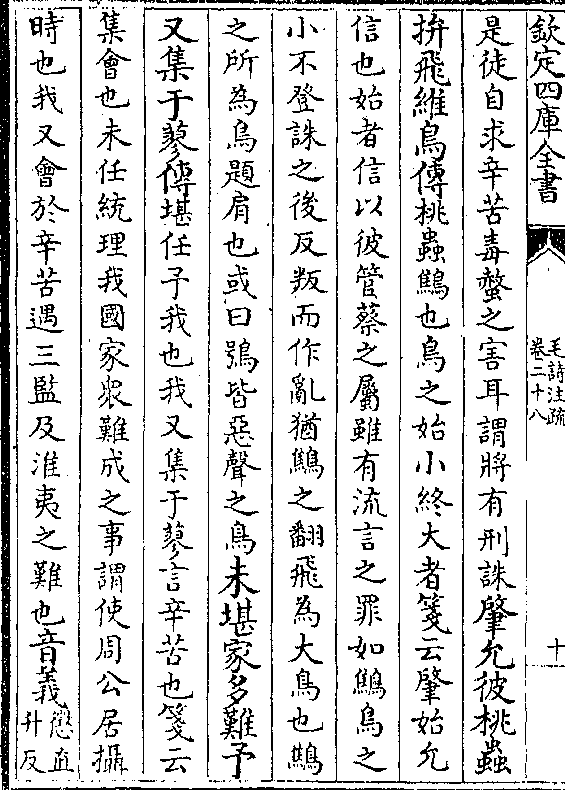 欽定四庫全書
毛詩注疏
卷二十八
十
是徒自求辛苦毒螫之害耳謂將有刑誅肇允彼桃蟲
拚飛維鳥傳桃蟲鷦也鳥之始小終大者箋云肇始允
信也始者信以彼管蔡之屬雖有流言之罪如鷦鳥之
小不登誅之後反叛而作亂猶鷦之翻飛為大鳥也鷦
之所為鳥題肩也或曰鴞皆惡聲之鳥未堪家多難予
又集于蓼傳堪任予我也我又集于蓼言辛苦也箋云
集會也未任統理我國家衆難成之事謂使周公居攝
時也我又會於辛苦遇三監及淮夷之難也音義懲直
升反